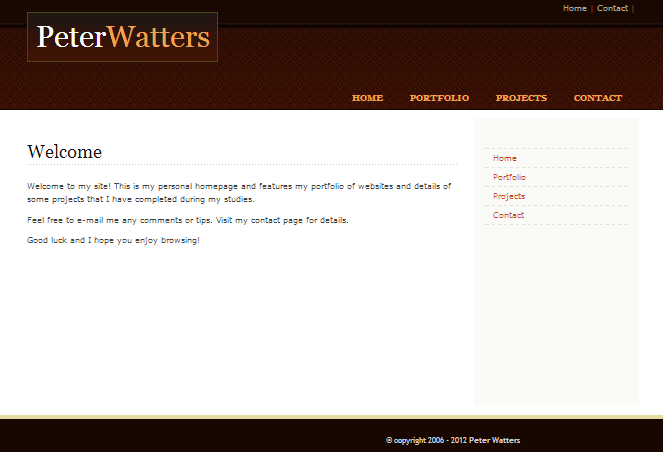 Home | Contact |
PeterWatters
HOME PORTFOLIO PROJECTS CONTACT
Welcome
Welcome to my site! This is my personal homepage and features my portfolio of websites and details of
some projects that I have completed during my studies.
Feel free to e-mail me any comments or tips. Visit my contact page for details.
Good luck and I hope you enjoy browsing!
Home
Portfolio
Projects
Contact
© copyright 2006 - 2012 Peter Watters